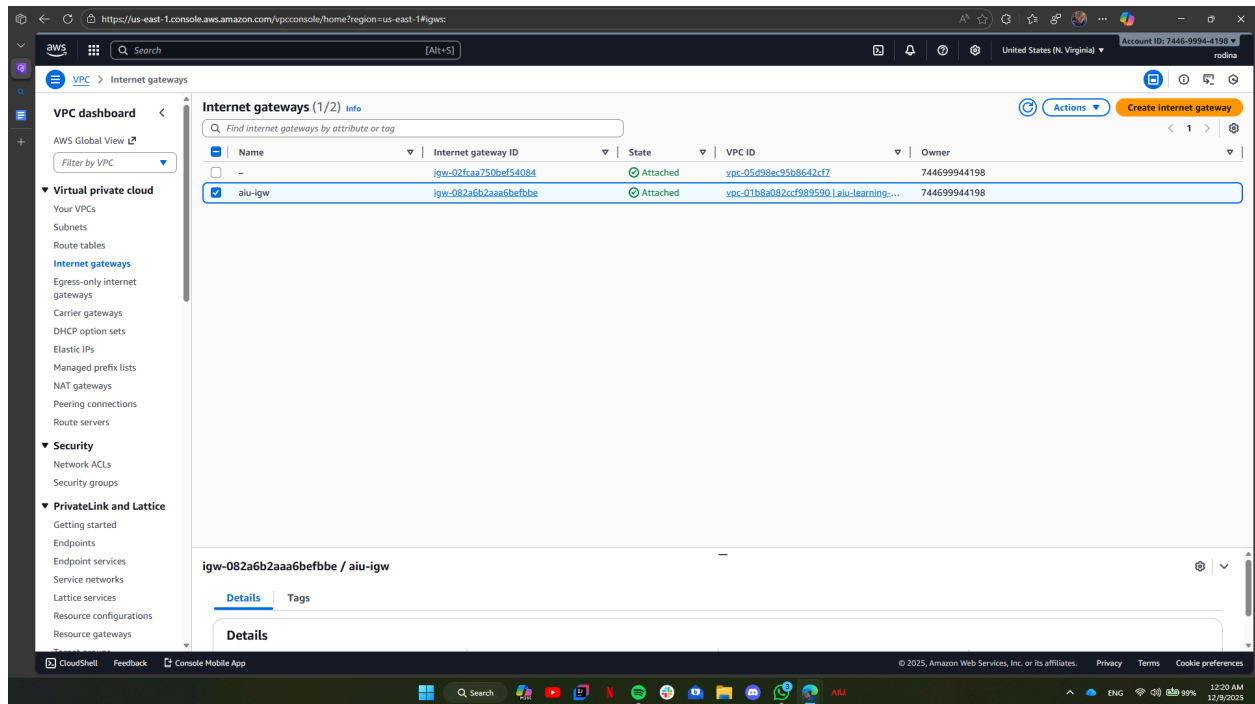 https://us-east-1.console.aws.amazon.com/vpcconsole/home?region=us-east-1#igws:
aws
Search
[Alt+S]
United States (N. Virginia)
Account ID: 7446-9994-4198
rodina
VPC > Internet gateways
VPC dashboard
AWS Global View
Filter by VPC
Virtual private cloud
Your VPCs
Subnets
Route tables
Internet gateways
Egress-only internet
gateways
Carrier gateways
DHCP option sets
Elastic IPs
Managed prefix lists
NAT gateways
Peering connections
Route servers
Security
Network ACLs
Security groups
PrivateLink and Lattice
Getting started
Endpoints
Endpoint services
Service networks
Lattice services
Resource configurations
Resource gateways
Target groups
Internet gateways (1/2) Info
Actions
Create internet gateway
Find internet gateways by attribute or tag
1
Name Internet gateway ID State VPC ID Owner
– igw-02fcaa750bef54084 Attached vpc-05d98ec95b8642cf7 744699944198
aiu-igw igw-082a6b2aaa6befbbe Attached vpc-01b8a082ccf989590 | aiu-learning-... 744699944198
igw-082a6b2aaa6befbbe / aiu-igw
Details Tags
Details
CloudShell Feedback Console Mobile App © 2025, Amazon Web Services, Inc. or its affiliates. Privacy Terms Cookie preferences
Search
AIU
3
ENG
99%
12:20 AM
12/9/2025